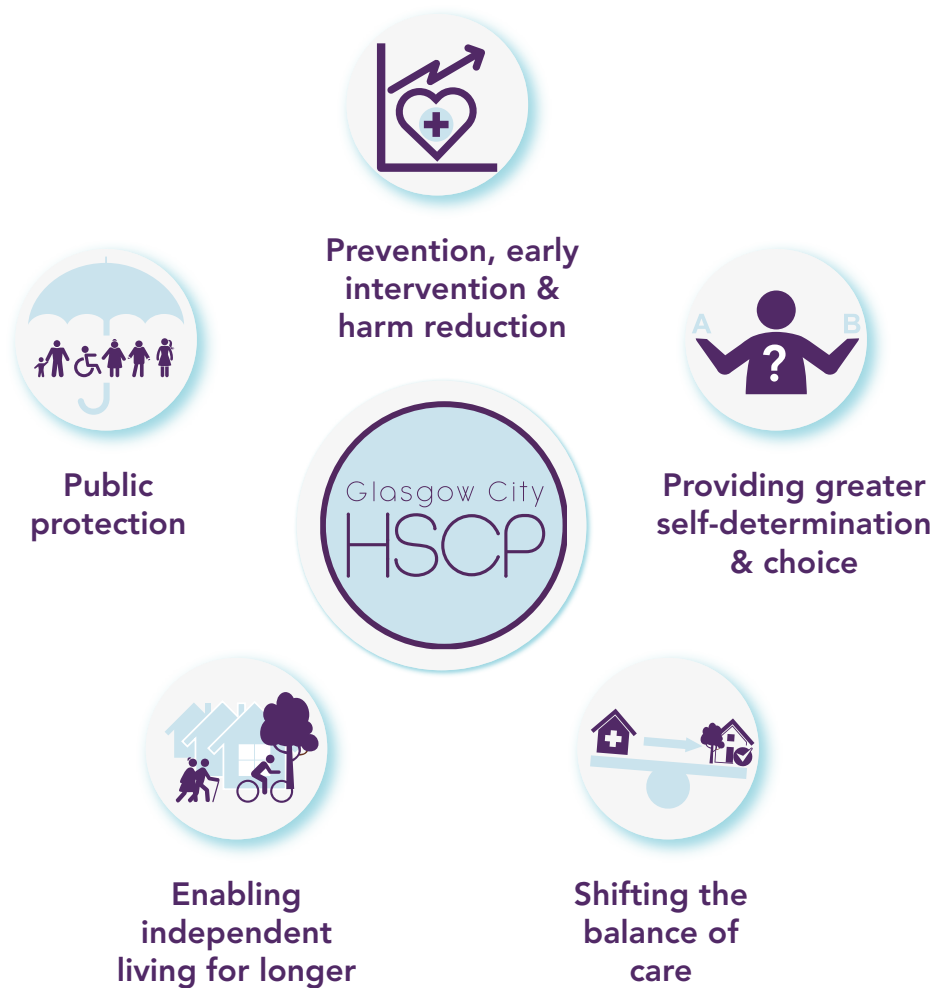 Prevention, early
intervention &
harm reduction
A
B
?
Public
protection
Glasgow City
HSCP
Providing greater
self-determination
& choice
Enabling
independent
living for longer
Shifting the
balance of
care